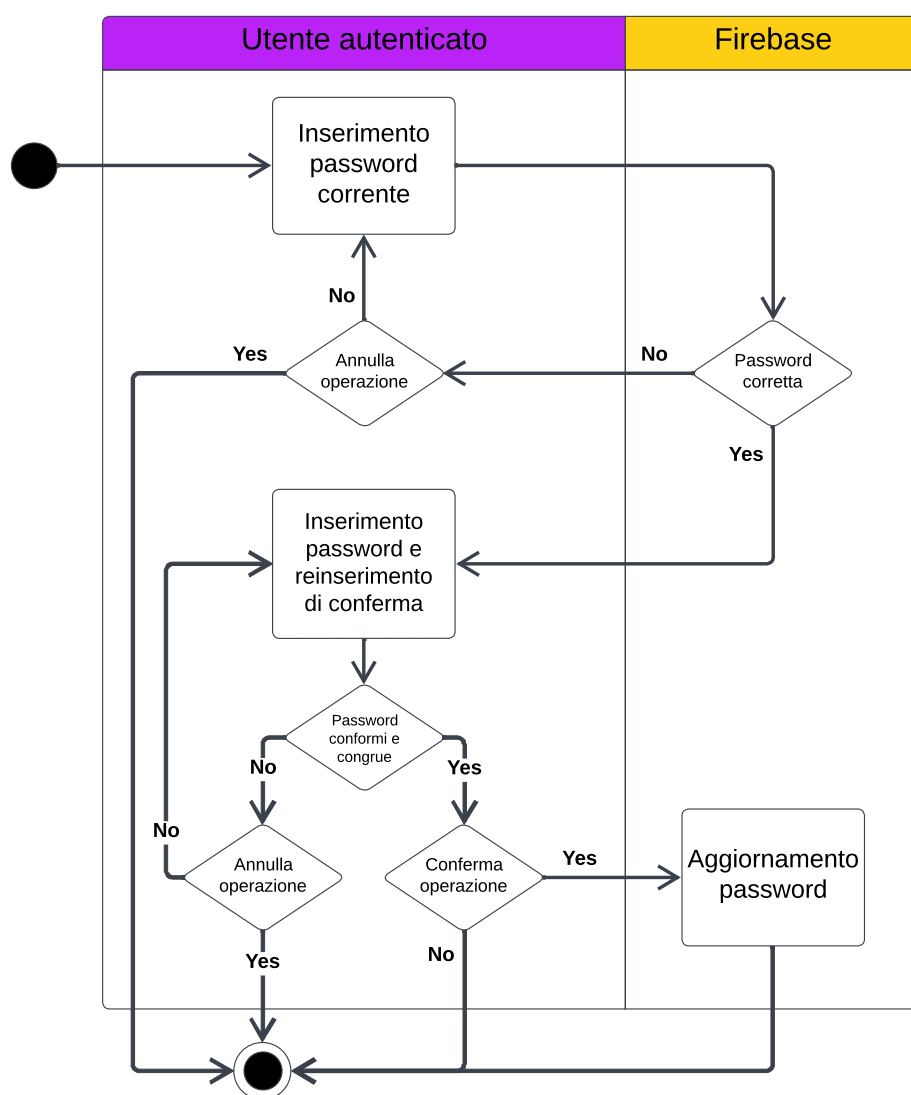 Utente autenticato
Firebase
Inserimento
password
corrente
No
Yes
Annulla
operazione
No
Password
corretta
Yes
Inserimento
password e
reinserimento
di conferma
Password
conformi e
congrue
No
Yes
No
Annulla
operazione
Conferma
operazione
Yes
Aggiornamento
password
Yes
No